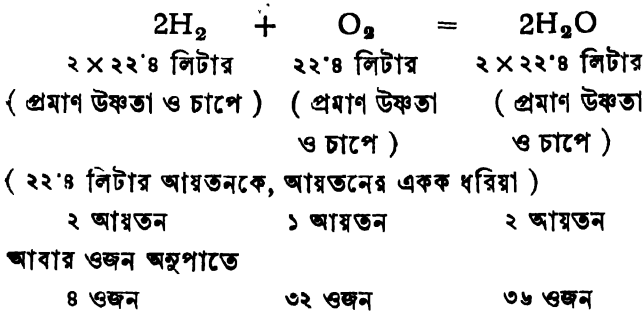 2H₂ + O₂ = 2H₂O
২ × ২২˙৪ লিটার ২২˙৪ লিটার ২ × ২২˙৪ লিটার
( প্রমাণ উষ্ণতা ও চাপে ) ( প্রমাণ উষ্ণতা ( প্রমাণ উষ্ণতা
ও চাপে ) ও চাপে )
( ২২˙৪ লিটার আয়তনকে, আয়তনের একক ধরিয়া )
২ আয়তন ১ আয়তন ২ আয়তন
আবার ওজন অনুপাতে
৪ ওজন ৩২ ওজন ৩৬ ওজন